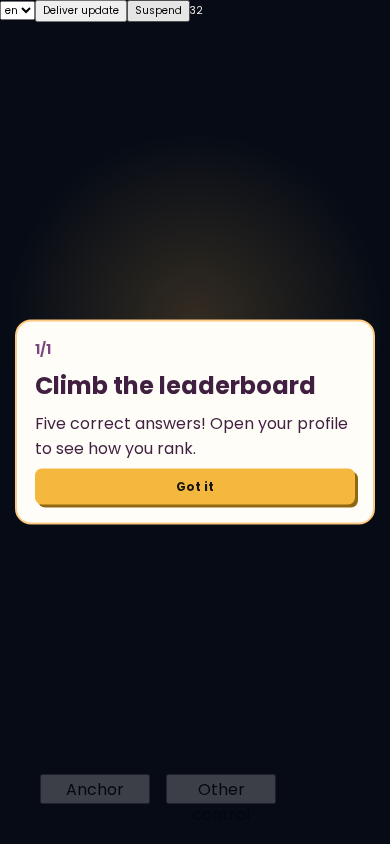 en Deliver update Suspend 32
1/1
Climb the leaderboard
Five correct answers! Open your profile
to see how you rank.
Got it
Anchor Other
control